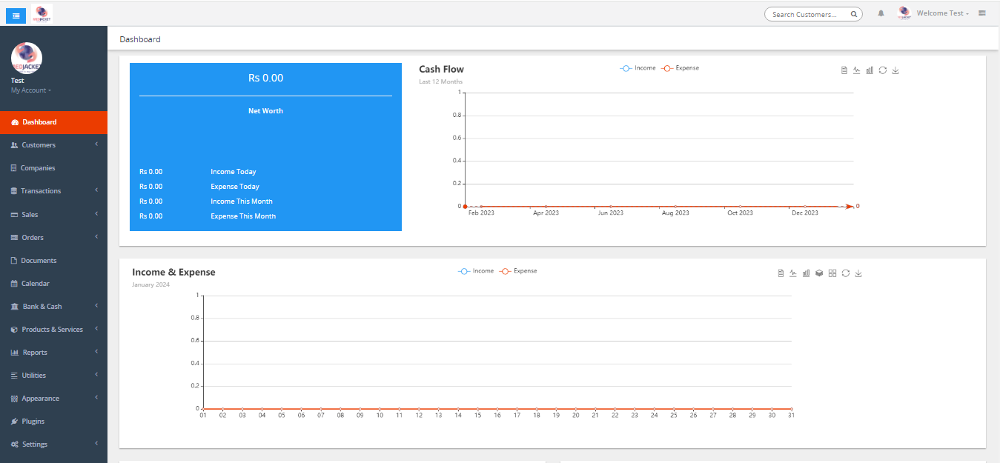 MEDJACKET
Search Customers...
Welcome Test
Dashboard
MEDJACKET
Test
My Account
Dashboard
Customers
Companies
Transactions
Sales
Orders
Documents
Calendar
Bank & Cash
Products & Services
Reports
Utilities
Appearance
Plugins
Settings
Rs 0.00
Net Worth
Rs 0.00 Income Today
Rs 0.00 Expense Today
Rs 0.00 Income This Month
Rs 0.00 Expense This Month
Cash Flow
Last 12 Months
Income Expense
1
0.8
0.6
0.4
0.2
0 0
Feb 2023 Apr 2023 Jun 2023 Aug 2023 Oct 2023 Dec 2023
Income & Expense
January 2024
Income Expense
1
0.8
0.6
0.4
0.2
0
01 02 03 04 05 06 07 08 09 10 11 12 13 14 15 16 17 18 19 20 21 22 23 24 25 26 27 28 29 30 31